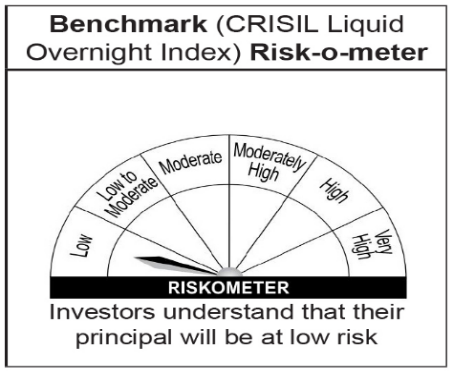 Benchmark (CRISIL Liquid
Overnight Index) Risk-o-meter
Low
Low to
Moderate
Moderate
Moderately
High
High
Very
High
RISKOMETER
Investors understand that their
principal will be at low risk